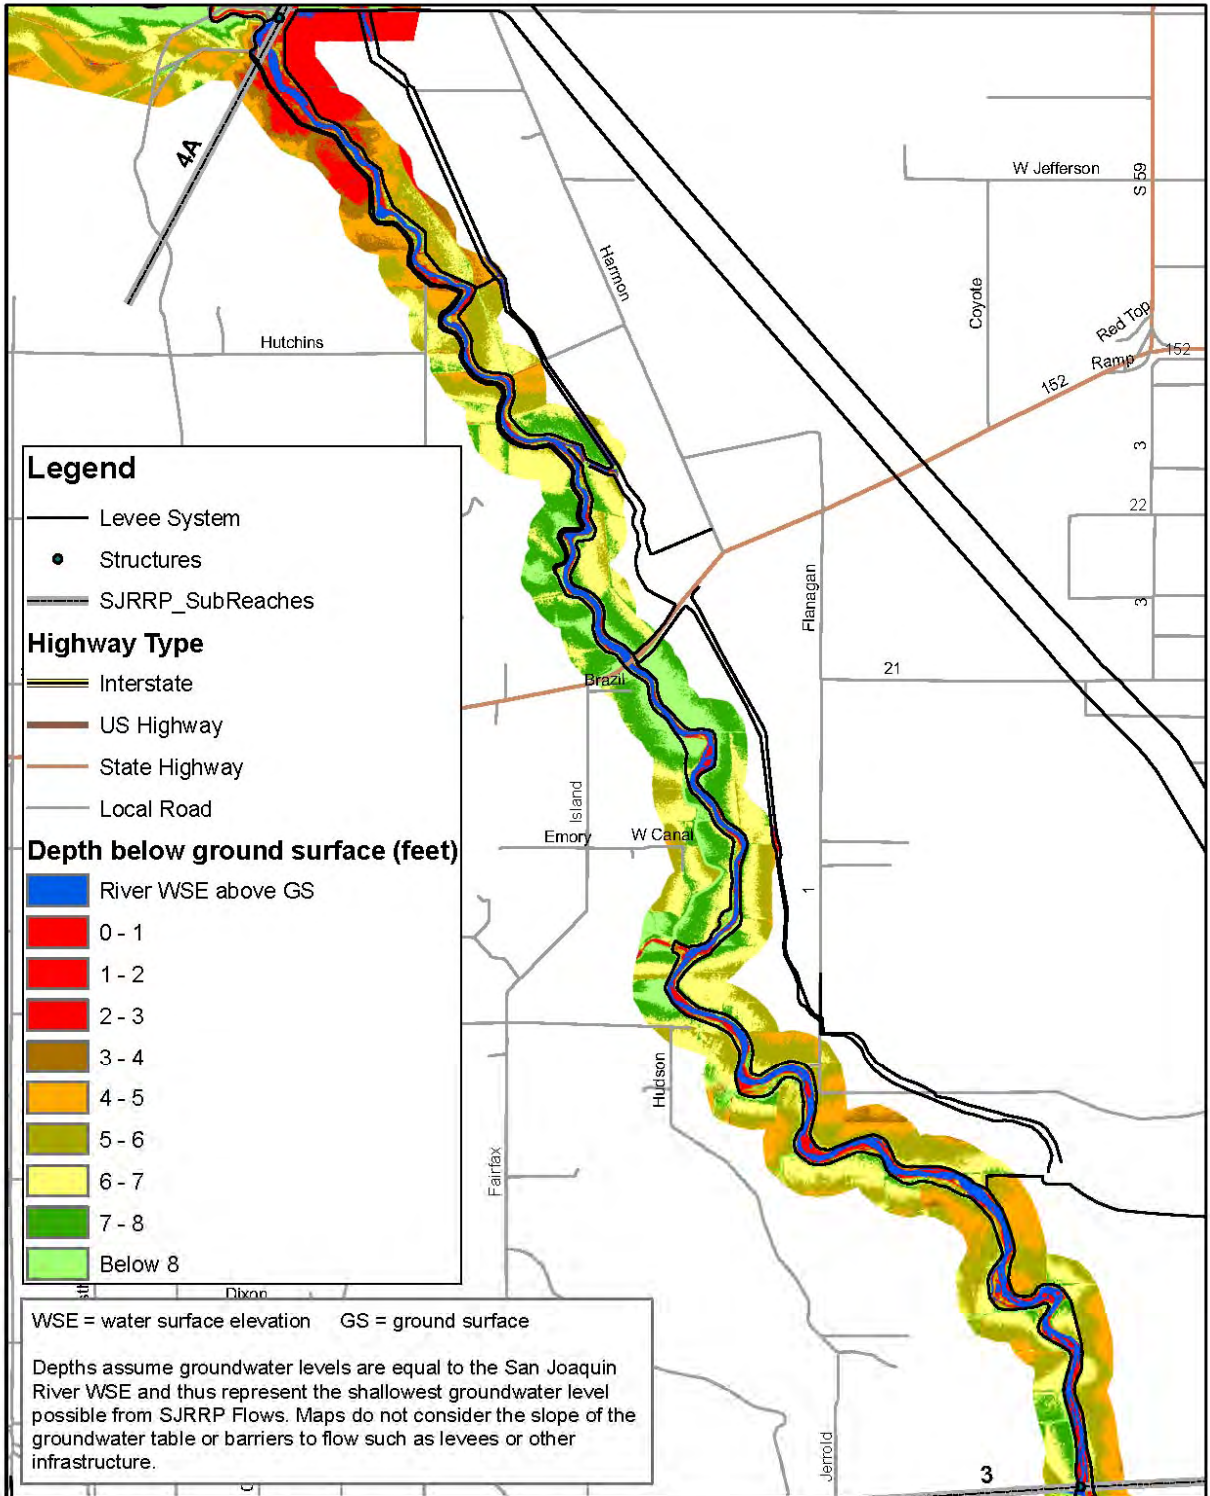 4A
W Jefferson
S 59
Harmon
Coyote
Red Top
Ramp
152
152
Hutchins
3
22
3
Flanagan
21
Brazil
Island
Emory
W Canal
1
Hudson
Fairfax
Dixon
Jerrold
3
Legend
Levee System
Structures
SJRRP_SubReaches
Highway Type
Interstate
US Highway
State Highway
Local Road
Depth below ground surface (feet)
River WSE above GS
0 - 1
1 - 2
2 - 3
3 - 4
4 - 5
5 - 6
6 - 7
7 - 8
Below 8
WSE = water surface elevation GS = ground surface
Depths assume groundwater levels are equal to the San Joaquin
River WSE and thus represent the shallowest groundwater level
possible from SJRRP Flows. Maps do not consider the slope of the
groundwater table or barriers to flow such as levees or other
infrastructure.